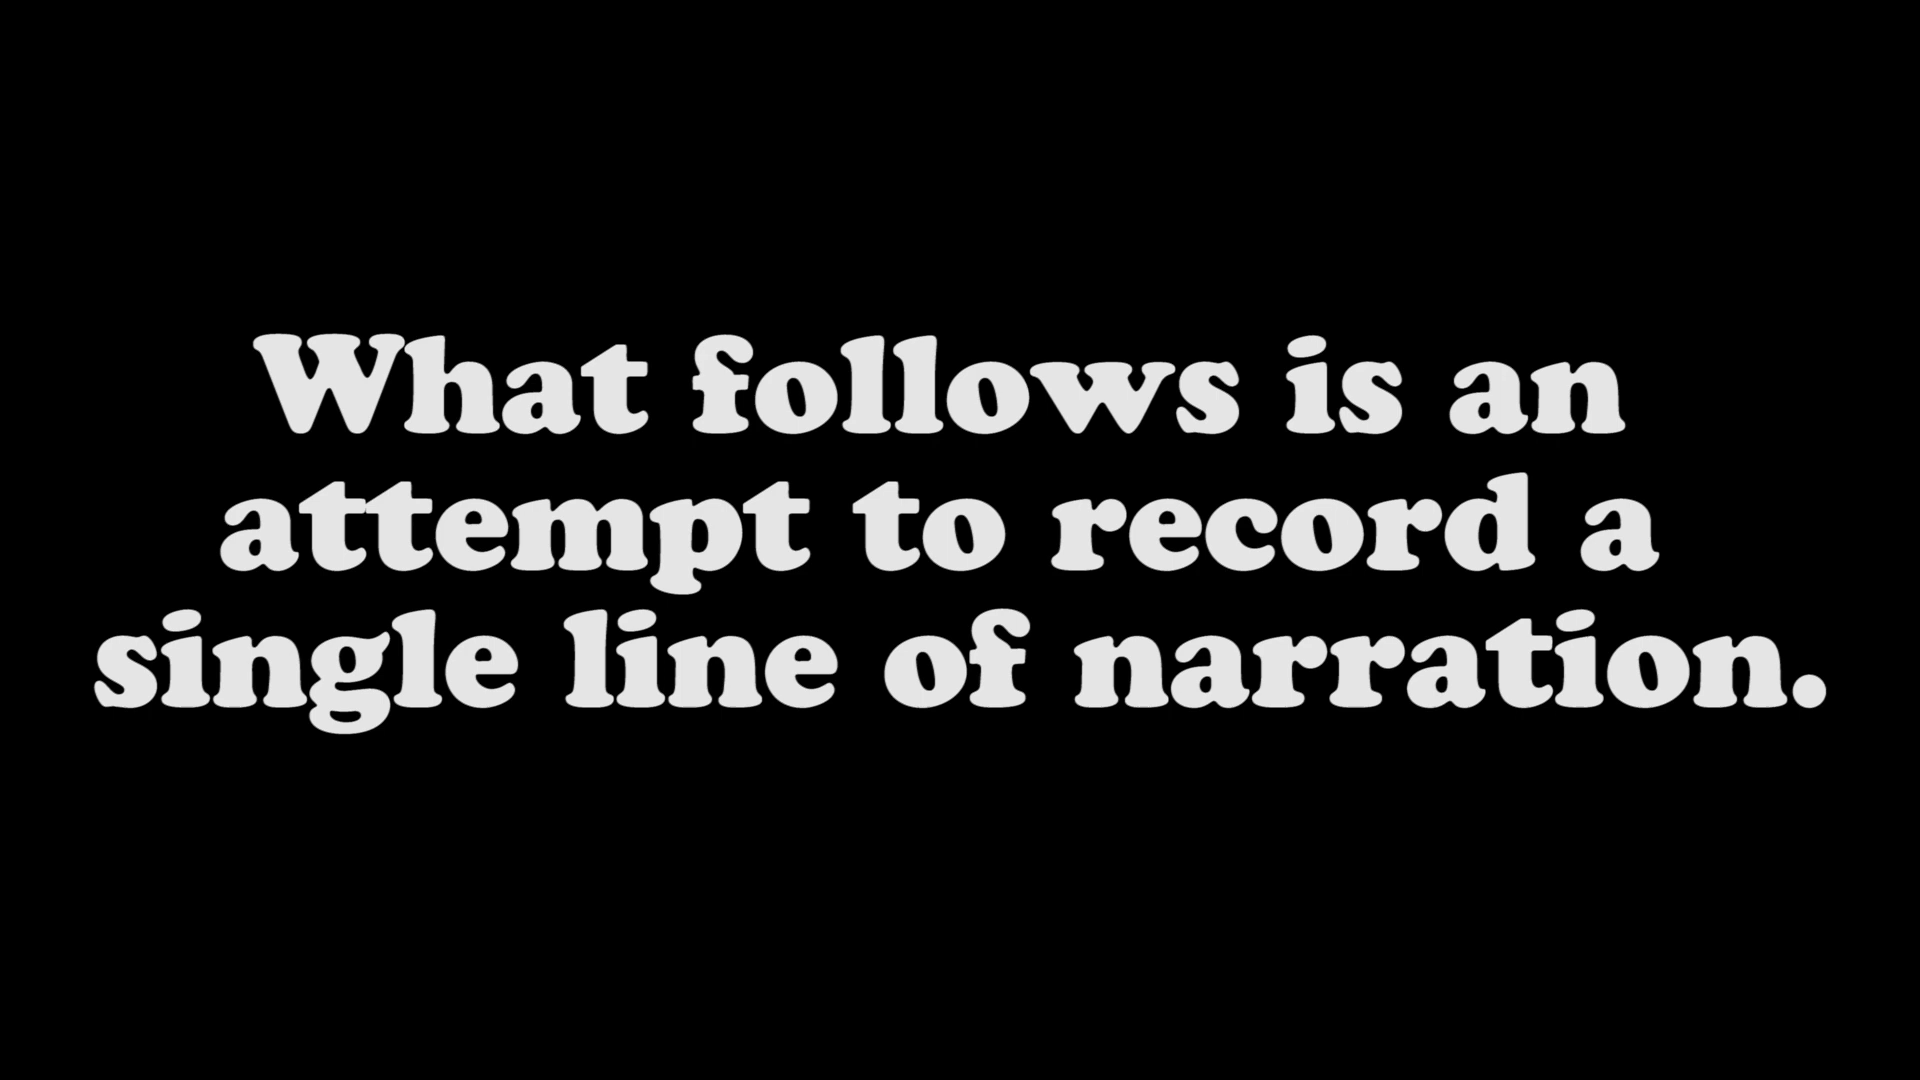 What follows is an
attempt to record a
single line of narration.